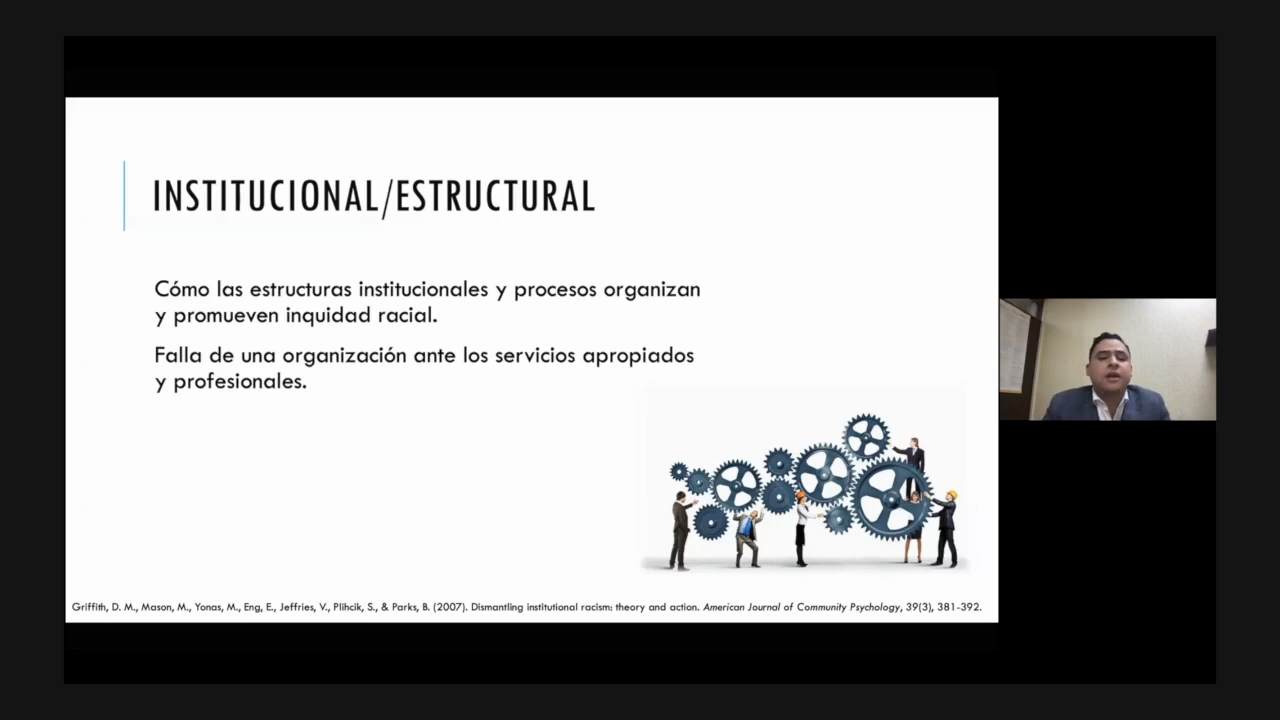 INSTITUCIONAL/ESTRUCTURAL
Cómo las estructuras institucionales y procesos organizan
y promueven inquidad racial.
Falla de una organización ante los servicios apropiados
y profesionales.
Griffith, D. M., Mason, M., Yonas, M., Eng, E., Jeffries, V., Plihcik, S., & Parks, B. (2007). Dismantling institutional racism: theory and action. American Journal of Community Psychology, 39(3), 381-392.